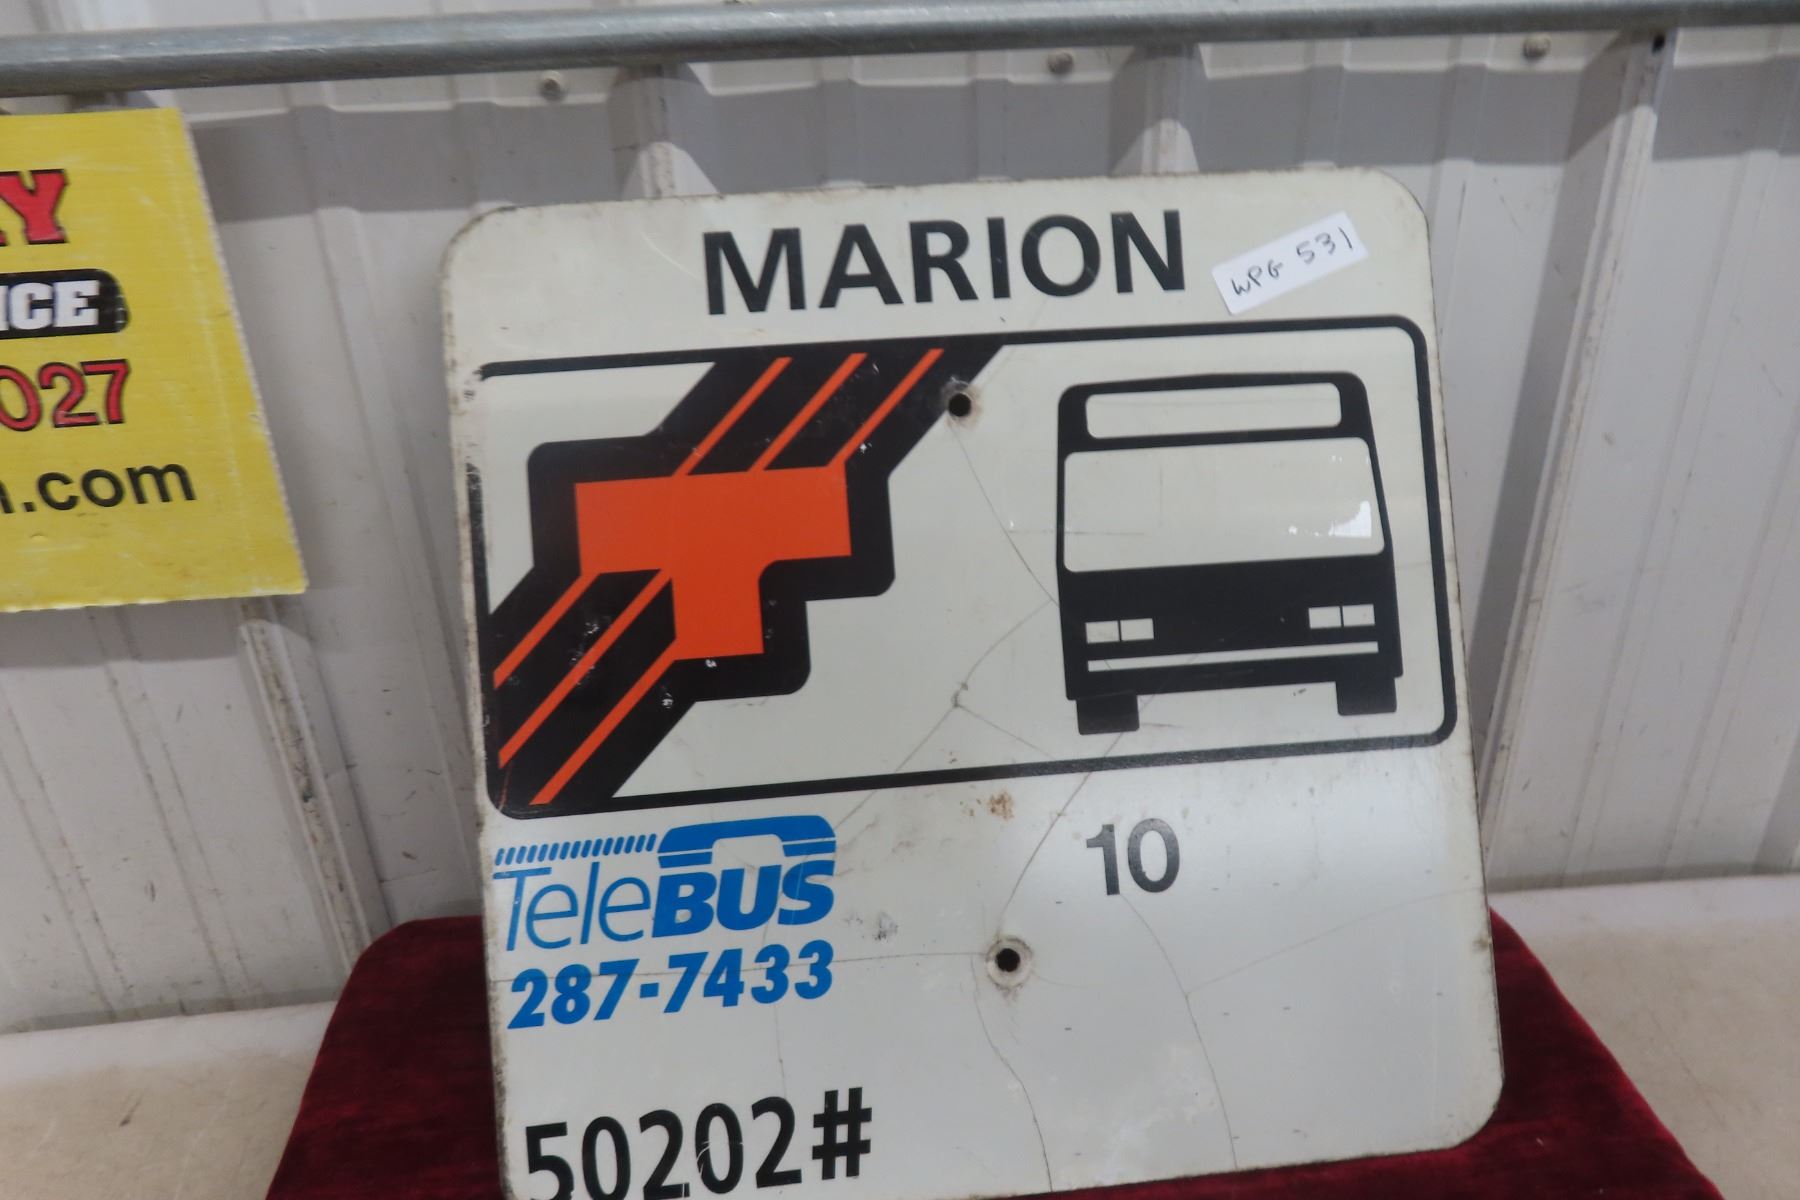 MARION
WPG 531
10
TeleBUS
287-7433
50202#
Y
ICE
027
.com